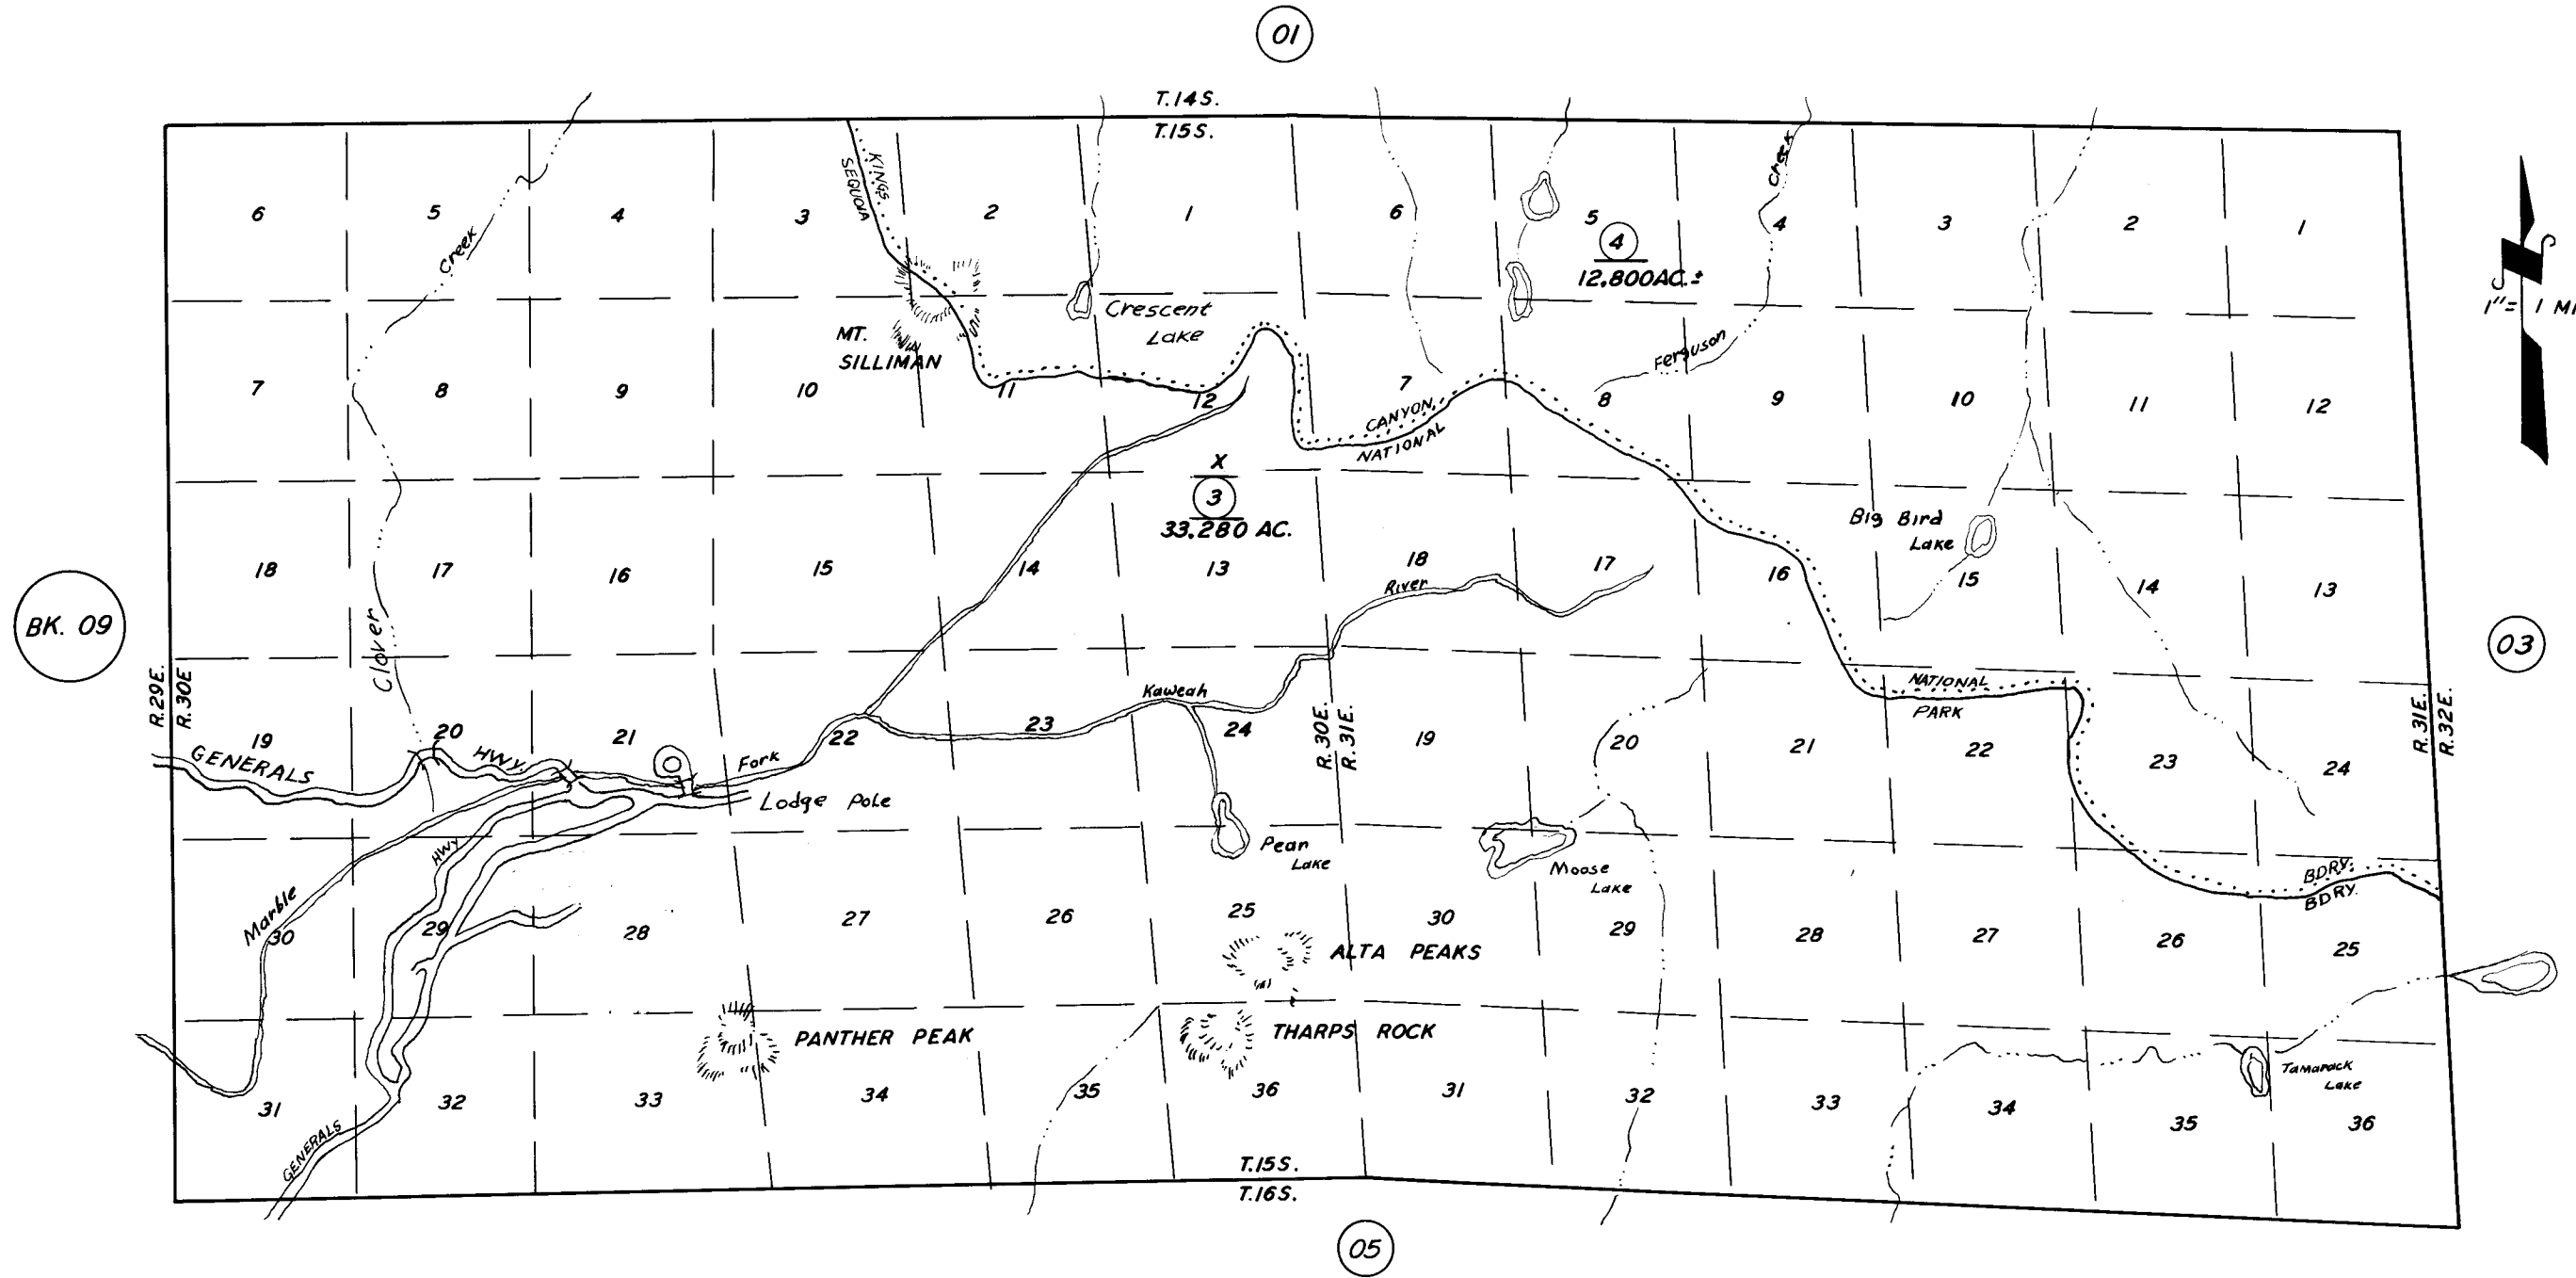 01
T.14S.
T.15S.
KINGS
SEQUOIA
6 5 4 3 2 1 6 5 4 3 2 1
Creek
Creek
4
12.800AC.±
1"= 1 MI
Crescent
Lake
MT.
SILLIMAN
Ferguson
7 8 9 10 11 12 7 8 9 10 11 12
CANYON
NATIONAL
X
3
33.280 AC.
Big Bird
Lake
18 17 16 15 14 13 18 17 16 15 14 13
River
Clover
BK. 09
03
R.29E.
R.30E
Kaweah
NATIONAL
PARK
R.30E.
R.31E.
R.31E.
R.32E.
19 20 21 22 23 24 19 20 21 22 23 24
GENERALS
HWY.
Fork
Lodge Pole
HWY
Pear
Lake
Moose
Lake
BDRY.
BDRY.
Marble
30 29 28 27 26 25 30 29 28 27 26 25
ALTA PEAKS
PANTHER PEAK
THARPS ROCK
Tamarack
Lake
31 32 33 34 35 36 31 32 33 34 35 36
GENERALS
T.15S.
T.16S.
05